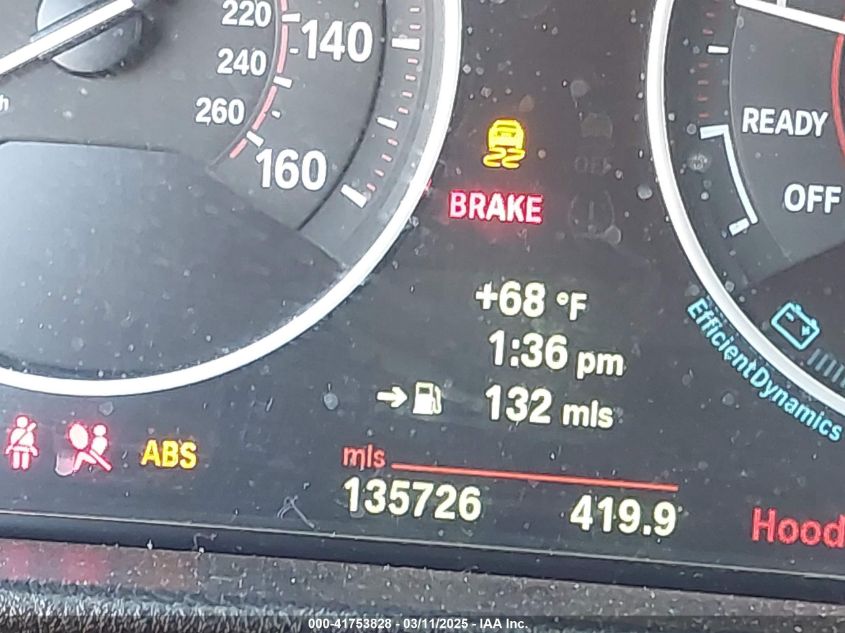 220
140
240
260
160
READY
OFF
OFF
BRAKE
+68 °F
1:36 pm
132 mls
EfficientDynamics
ABS
mls
135726 419.9
Hood
000-41753828 - 03/11/2025 - IAA Inc.